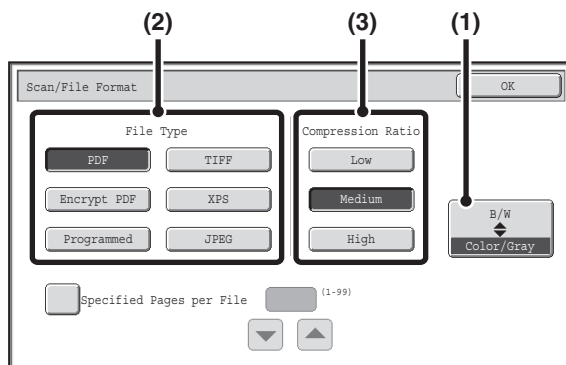 (2) (3) (1)
Scan/File Format OK
File Type Compression Ratio
PDF TIFF Low
Encrypt PDF XPS Medium B/W
Programmed JPEG High Color/Gray
Specified Pages per File (1-99)